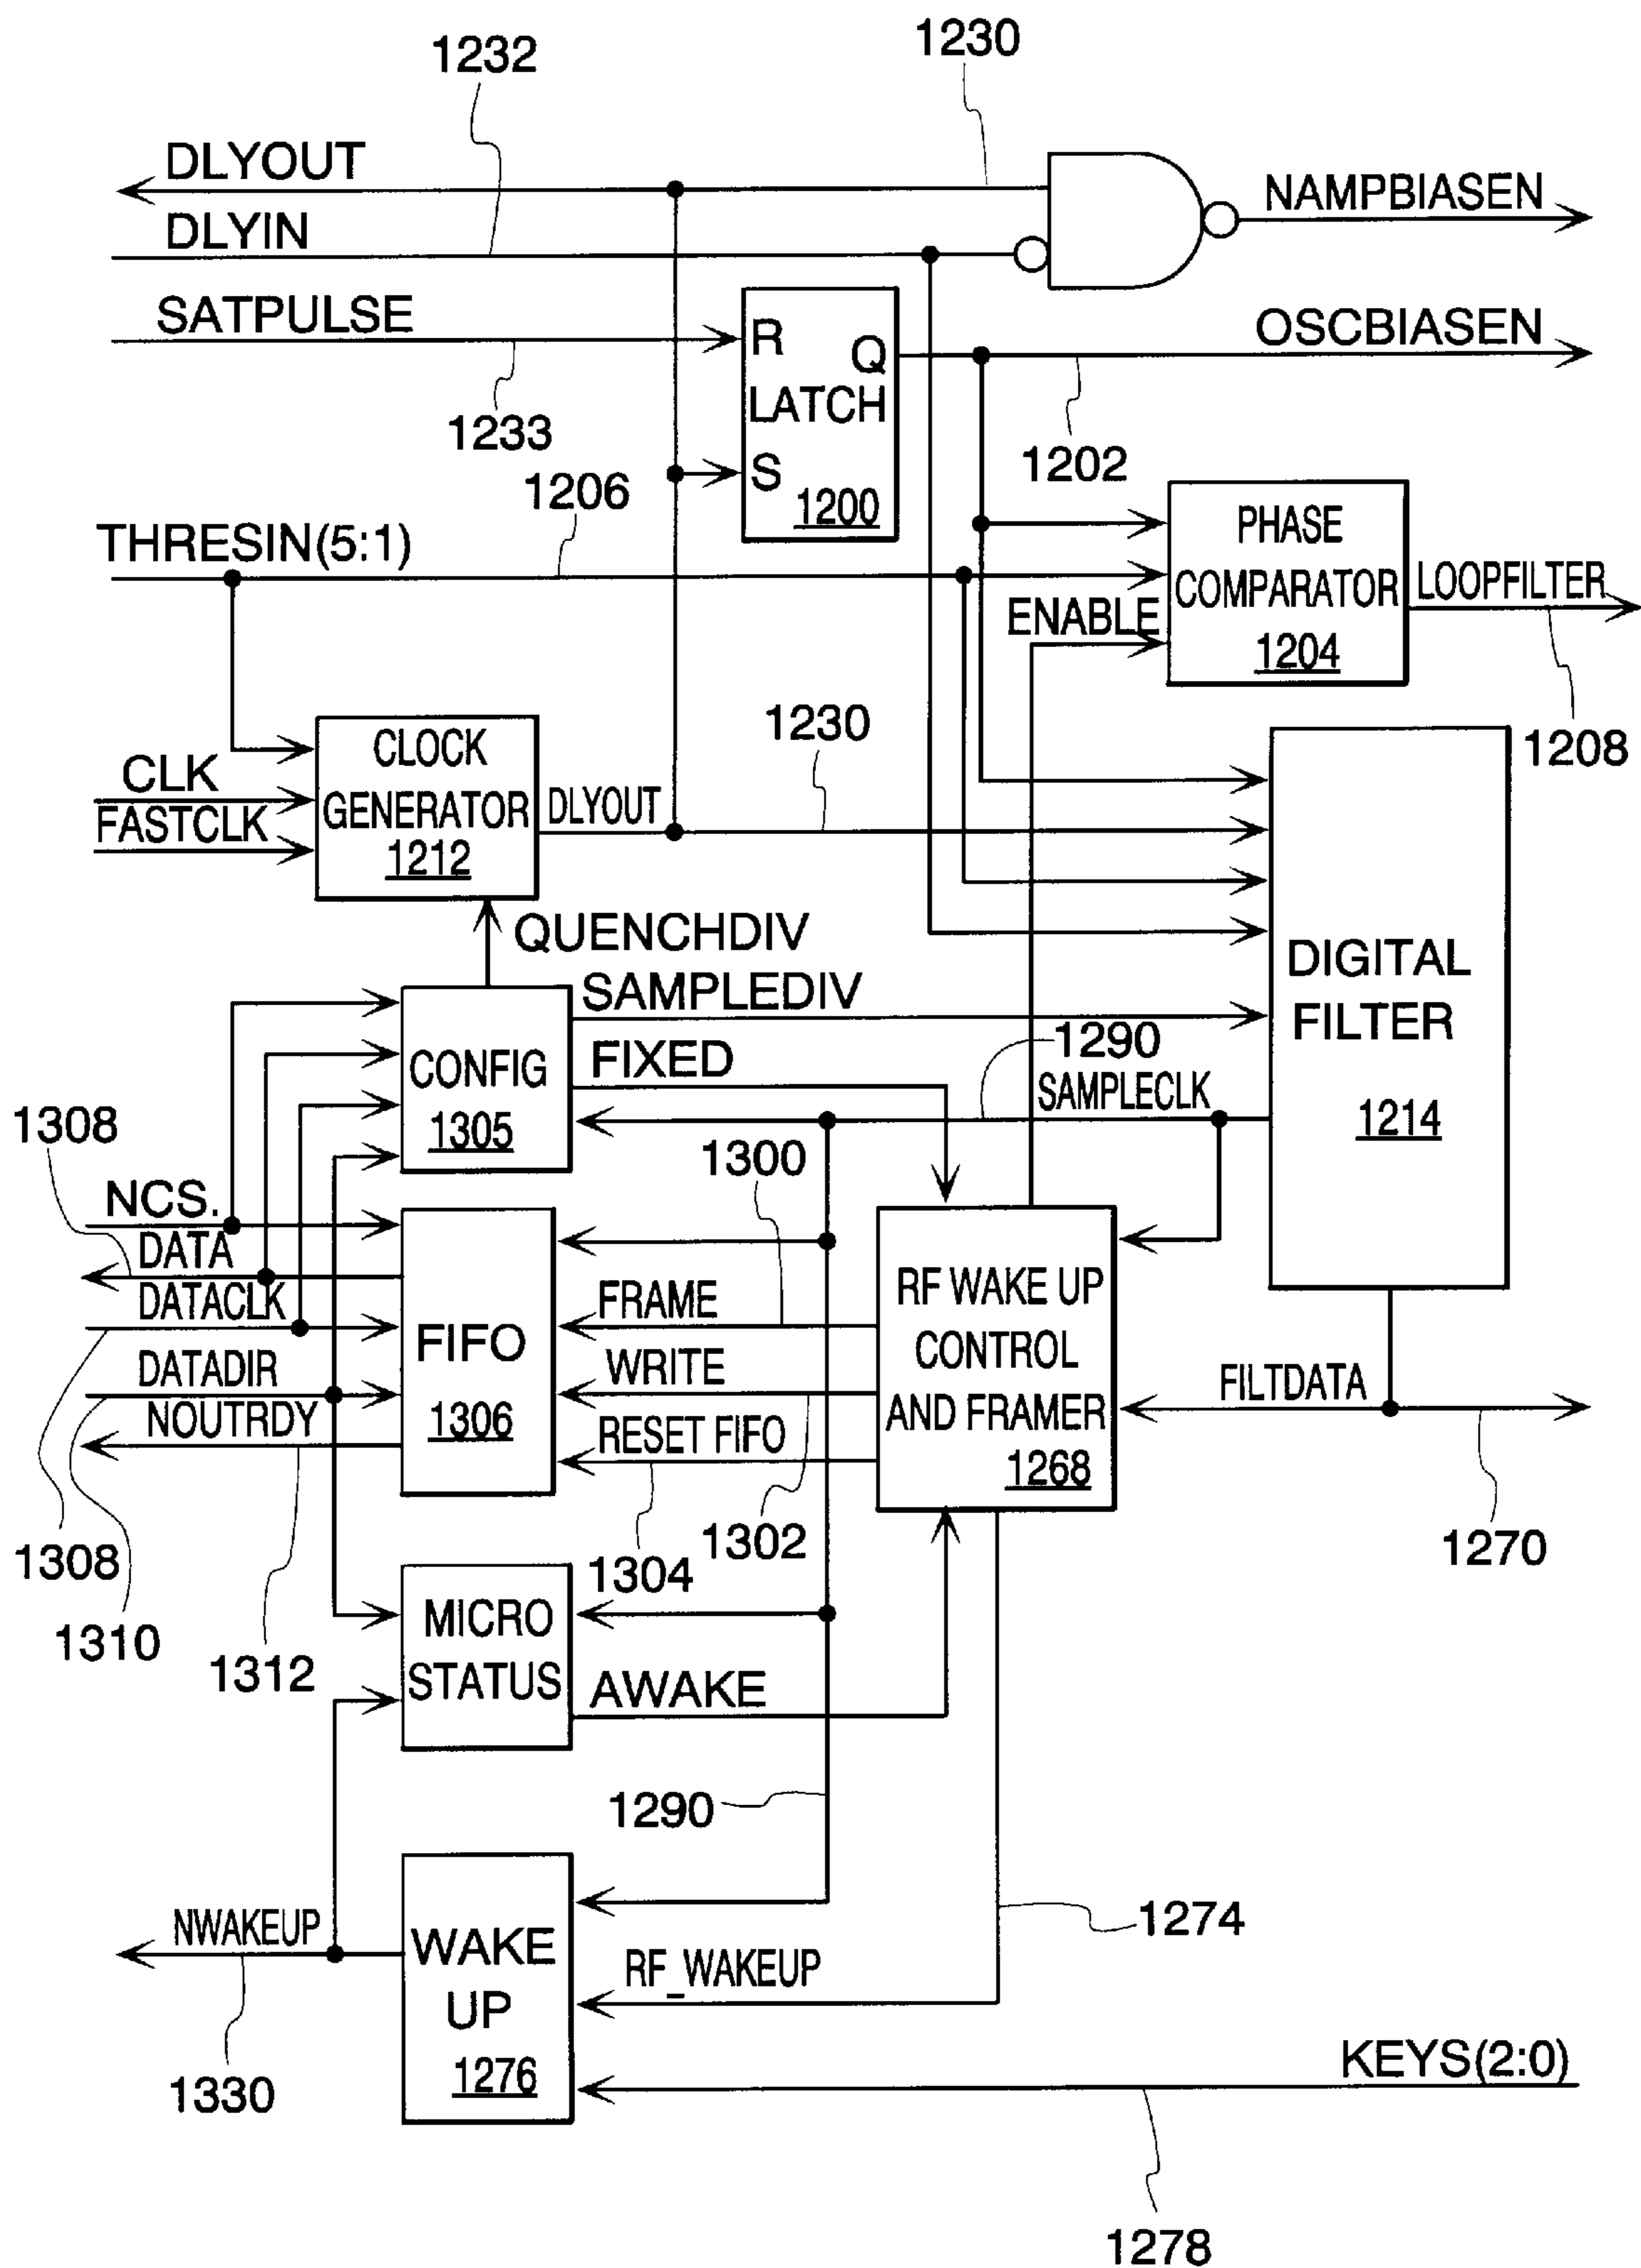 1232
1230
DLYOUT
NAMPBIASEN
DLYIN
SATPULSE
R
Q
LATCH
S
1200
OSCBIASEN
1233
1202
1206
THRESIN(5:1)
PHASE
COMPARATOR
1204
ENABLE
LOOPFILTER
1208
1230
CLOCK
GENERATOR
1212
CLK
FASTCLK
DLYOUT
QUENCHDIV
SAMPLEDIV
DIGITAL
FILTER
1214
CONFIG
1305
FIXED
1290
SAMPLECLK
1308
1300
NCS.
DATA
DATACLK
DATADIR
NOUTRDY
FIFO
1306
FRAME
WRITE
RESET FIFO
RF WAKE UP
CONTROL
AND FRAMER
1268
FILTDATA
1270
1308
1310
1312
1304
1302
MICRO
STATUS
AWAKE
1290
1274
NWAKEUP
WAKE
UP
1276
RF_WAKEUP
1330
KEYS(2:0)
1278